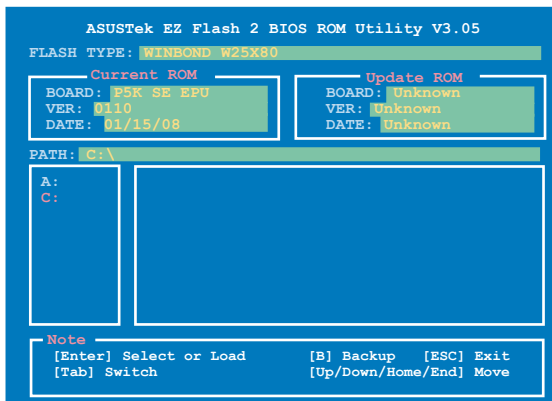 ASUSTek EZ Flash 2 BIOS ROM Utility V3.05
FLASH TYPE: WINBOND W25X80
Current ROM
BOARD: P5K SE EPU
VER: 0110
DATE: 01/15/08
Update ROM
BOARD: Unknown
VER: Unknown
DATE: Unknown
PATH: C:\
A:
C:
Note
[Enter] Select or Load [B] Backup [ESC] Exit
[Tab] Switch [Up/Down/Home/End] Move